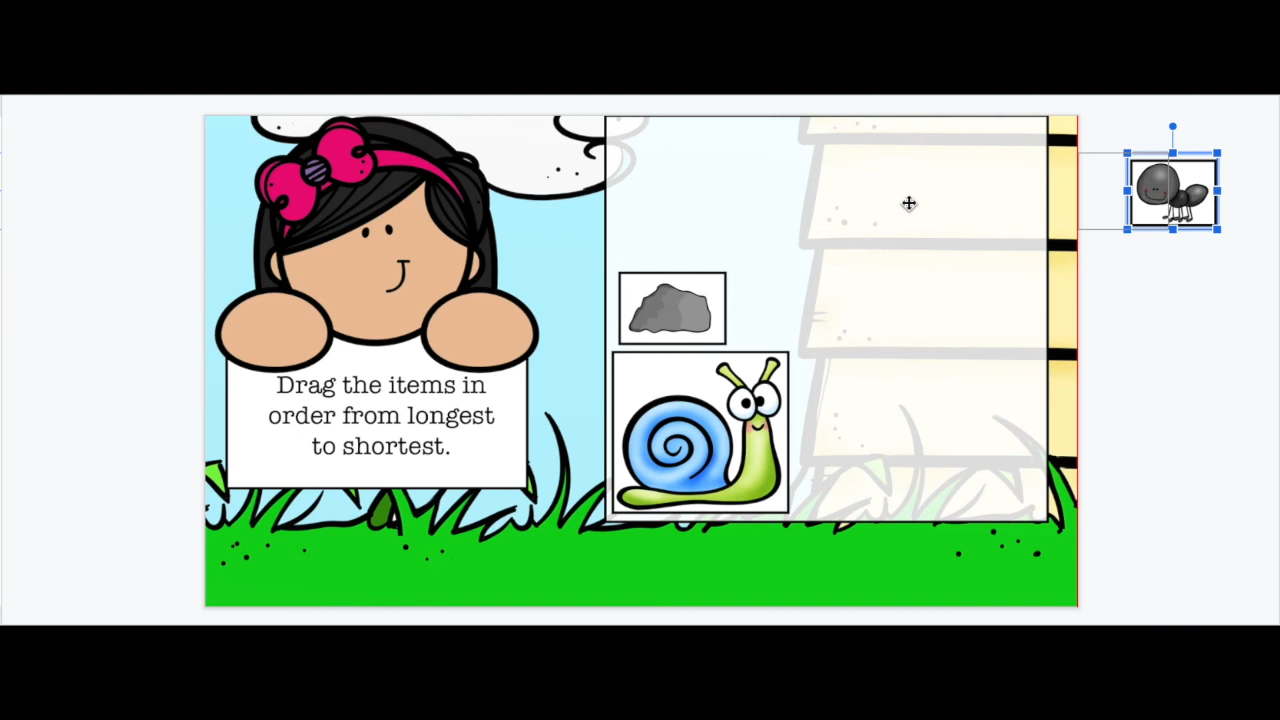 Drag the items in
order from longest
to shortest.